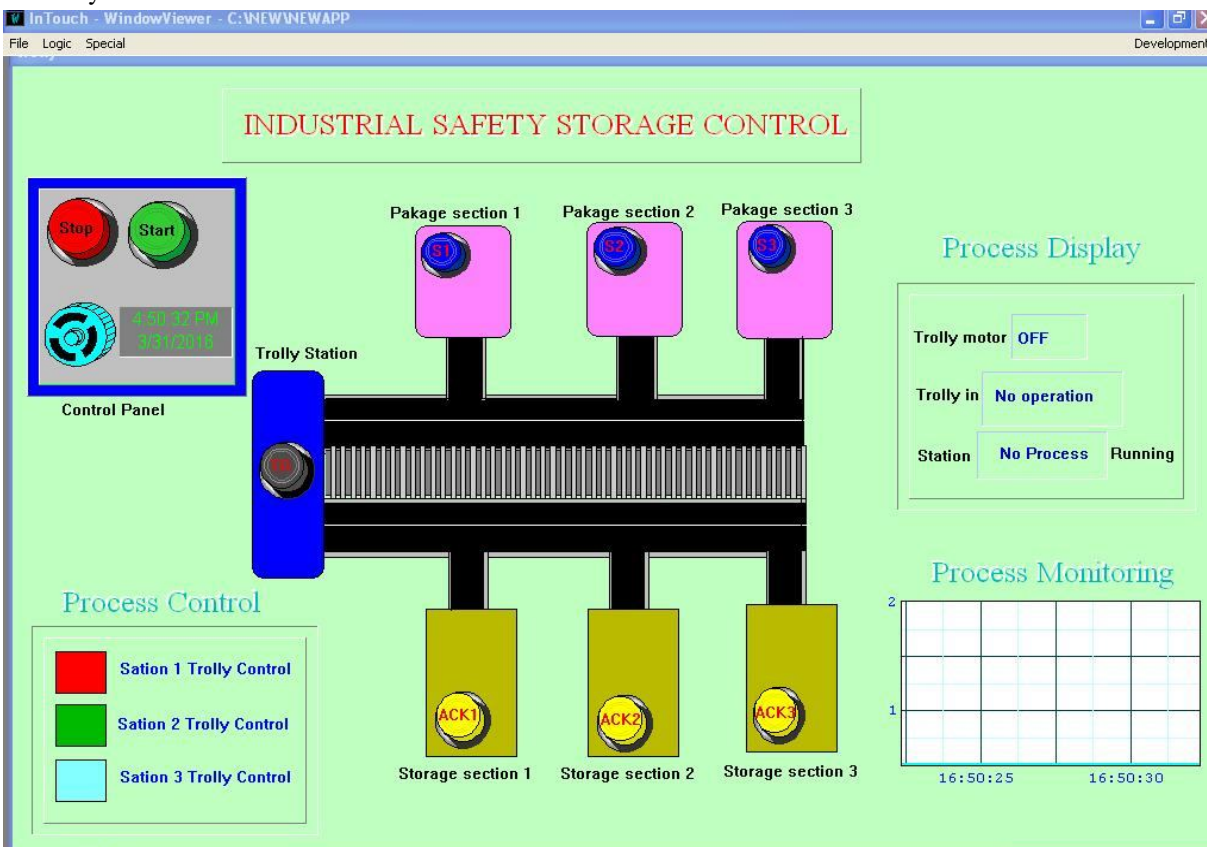 InTouch - WindowViewer - C:\NEW\NEWAPP
File Logic Special
Development
INDUSTRIAL SAFETY STORAGE CONTROL
Stop
Start
4:50:32 PM
3/31/2016
Control Panel
Trolly Station
Pakage section 1
Pakage section 2
Pakage section 3
S1
S2
S3
Process Display
Trolly motor OFF
Trolly in No operation
Station No Process Running
Process Control
Sation 1 Trolly Control
Sation 2 Trolly Control
Sation 3 Trolly Control
ACK1
ACK2
ACK3
Storage section 1
Storage section 2
Storage section 3
Process Monitoring
2
1
16:50:25
16:50:30